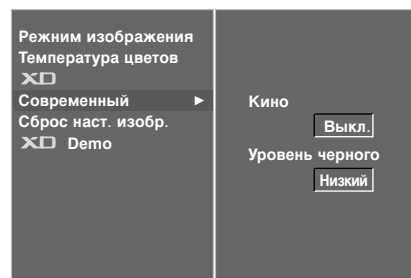 Режим изображения
Температура цветов
XD
Современный ►
Сброс наст. изобр.
XD Demo
Кино
Выкл.
Уровень черного
Низкий